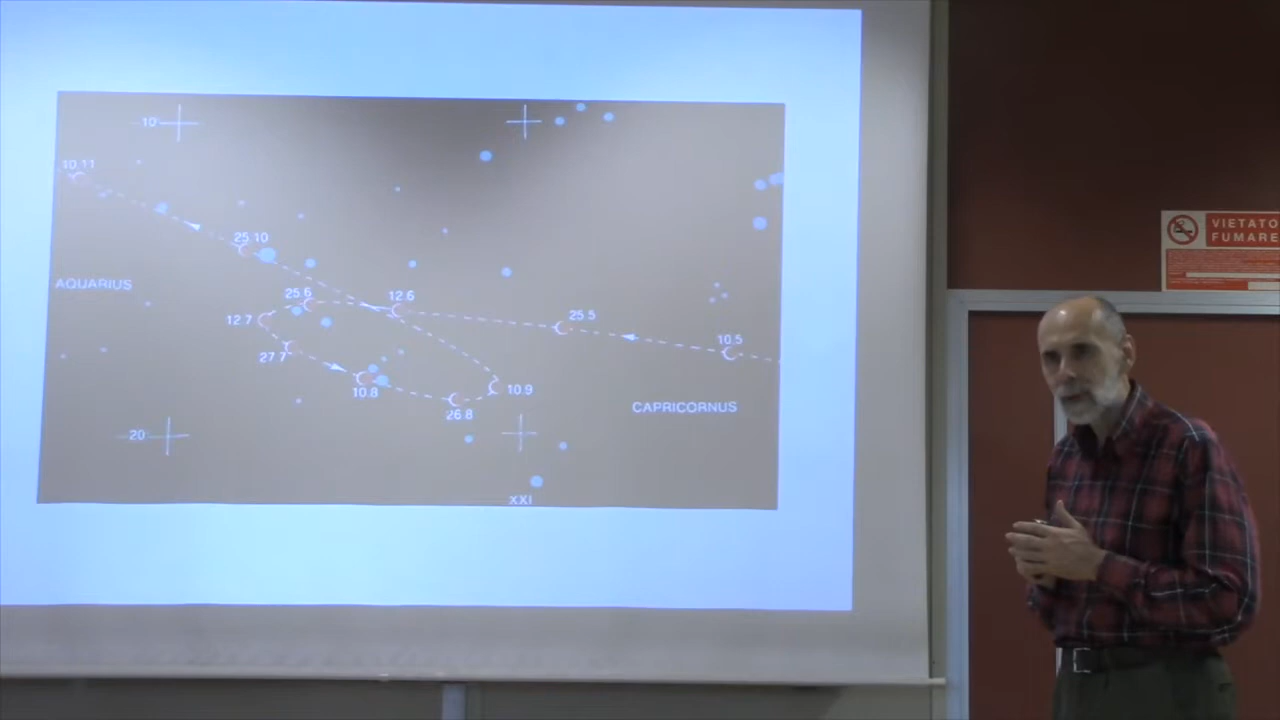 10°
10.11
25.10
AQUARIUS
25.6
12.6
12.7
25.5
10.5
27.7
10.8
10.9
26.8
CAPRICORNUS
20°
XXI
VIETATO
FUMARE